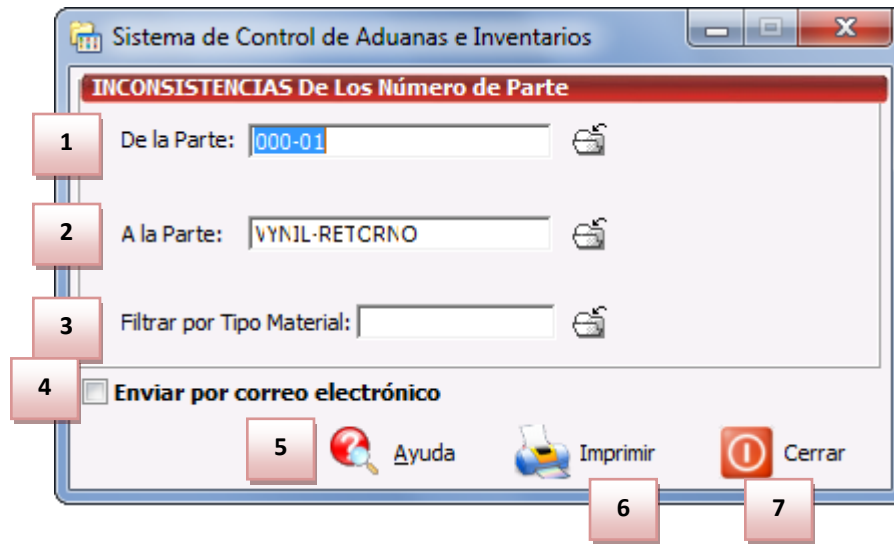 Sistema de Control de Aduanas e Inventarios
INCONSISTENCIAS De Los Número de Parte
1 De la Parte: 000-01
2 A la Parte: VYNIL-RETORNO
3 Filtrar por Tipo Material:
4 Enviar por correo electrónico
5 Ayuda Imprimir Cerrar
6 7